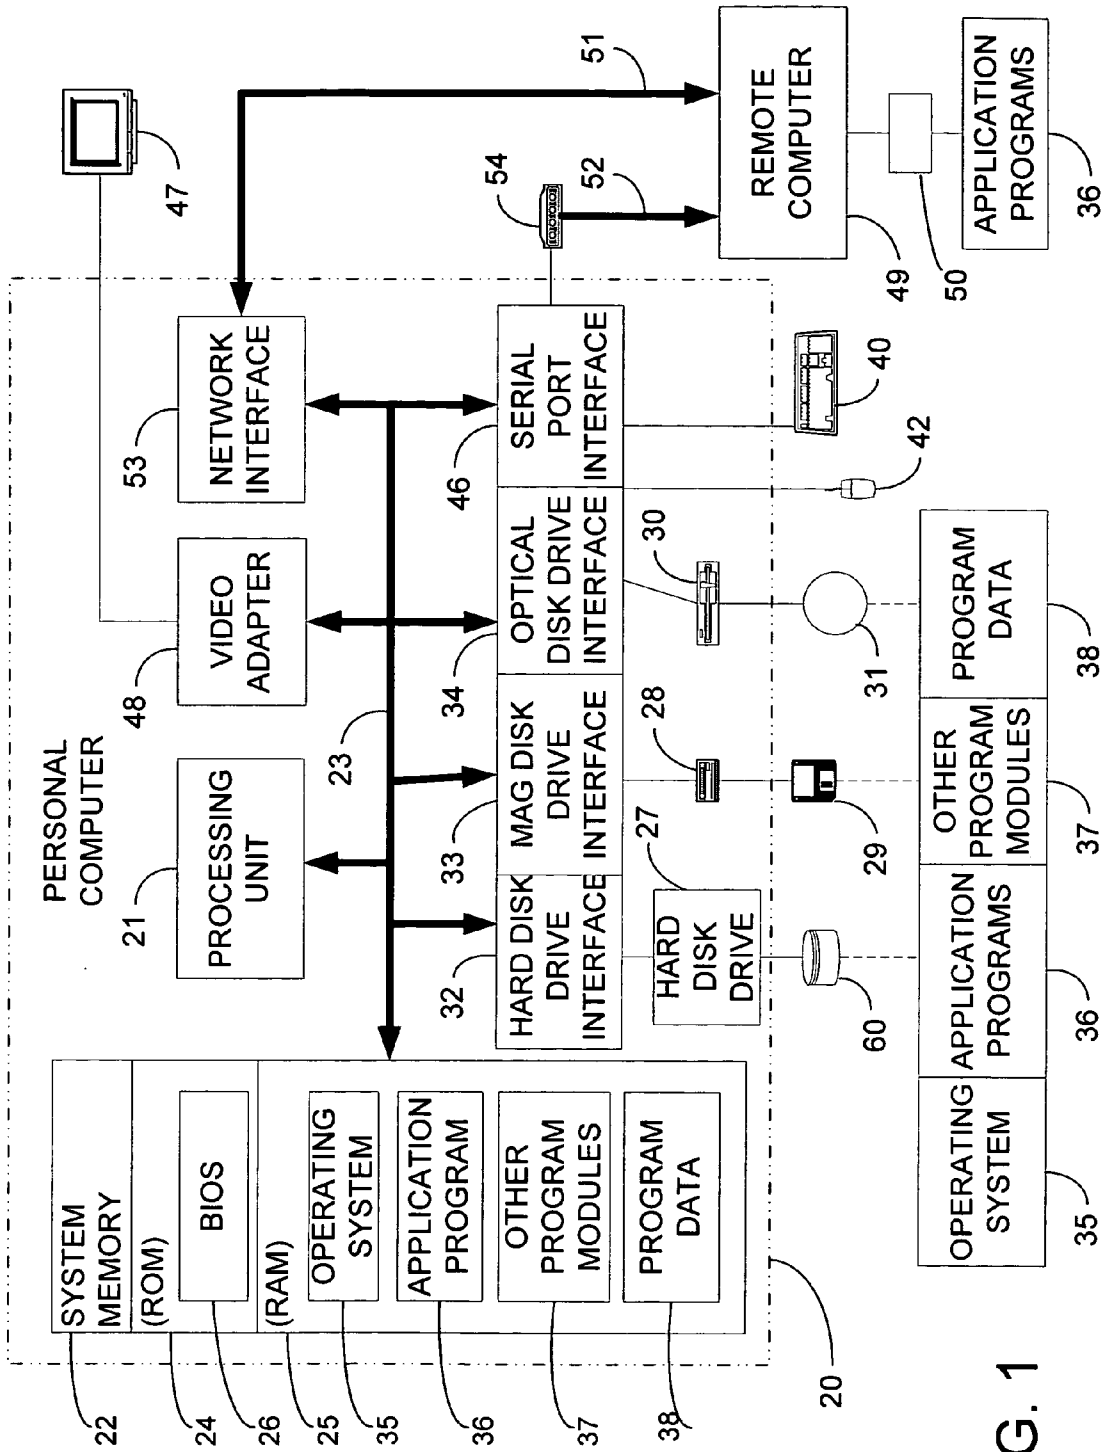 PERSONAL
COMPUTER
22
SYSTEM
MEMORY
24
(ROM)
26
BIOS
25
(RAM)
35
OPERATING
SYSTEM
36
APPLICATION
PROGRAM
37
OTHER
PROGRAM
MODULES
38
PROGRAM
DATA
20
21
PROCESSING
UNIT
48
VIDEO
ADAPTER
53
NETWORK
INTERFACE
47
23
32
HARD DISK
DRIVE
INTERFACE
33
MAG DISK
DRIVE
INTERFACE
34
OPTICAL
DISK DRIVE
INTERFACE
46
SERIAL
PORT
INTERFACE
54
52
51
27
HARD
DISK
DRIVE
28
30
60
29
31
42
40
REMOTE
COMPUTER
49
50
APPLICATION
PROGRAMS
36
OPERATING
SYSTEM
35
APPLICATION
PROGRAMS
36
OTHER
PROGRAM
MODULES
37
PROGRAM
DATA
38
G. 1